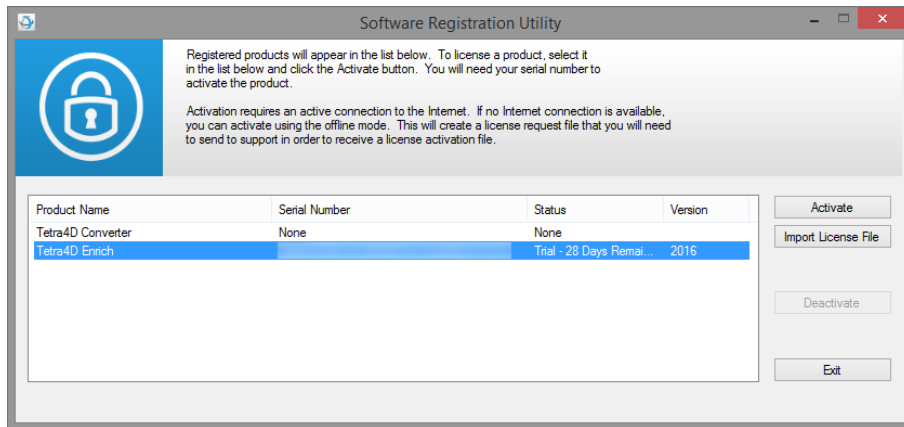 Software Registration Utility
Registered products will appear in the list below. To license a product, select it
in the list below and click the Activate button. You will need your serial number to
activate the product.
Activation requires an active connection to the Internet. If no Internet connection is available,
you can activate using the offline mode. This will create a license request file that you will need
to send to support in order to receive a license activation file.
Product Name Serial Number Status Version
Activate
Tetra4D Converter None None
Import License File
Tetra4D Enrich Trial - 28 Days Remai... 2016
Deactivate
Exit